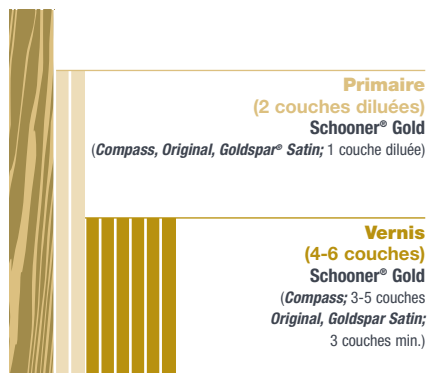 Primaire
(2 couches diluées)
Schooner® Gold
(Compass, Original, Goldspar® Satin; 1 couche diluée)
Vernis
(4-6 couches)
Schooner® Gold
(Compass; 3-5 couches
Original, Goldspar Satin;
3 couches min.)